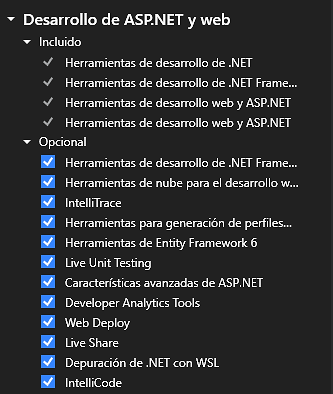 Desarrollo de ASP.NET y web
Incluido
Herramientas de desarrollo de .NET
Herramientas de desarrollo de .NET Frame...
Herramientas de desarrollo web y ASP.NET
Herramientas de desarrollo web y ASP.NET
Opcional
Herramientas de desarrollo de .NET Frame...
Herramientas de nube para el desarrollo w...
IntelliTrace
Herramientas para generación de perfiles...
Herramientas de Entity Framework 6
Live Unit Testing
Características avanzadas de ASP.NET
Developer Analytics Tools
Web Deploy
Live Share
Depuración de .NET con WSL
IntelliCode